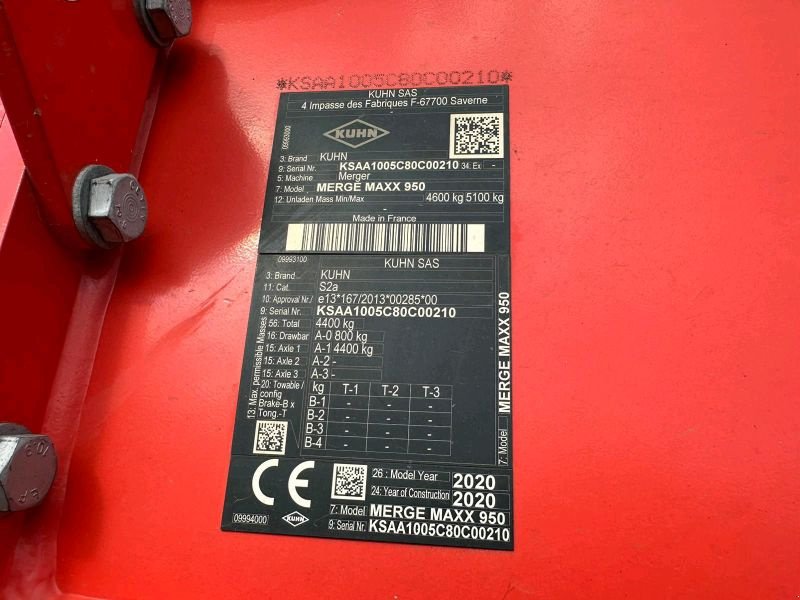 *KSAA1005C80C00210*
KUHN SAS
4 Impasse des Fabriques F-67700 Saverne
09993000
KUHN
3: Brand KUHN
9: Serial Nr. KSAA1005C80C00210 34: Ex -
5: Machine Merger
7: Model MERGE MAXX 950
12: Unladen Mass Min/Max 4600 kg 5100 kg
Made in France
09993100 KUHN SAS
3: Brand KUHN
11: Cat. S2a
10: Approval Nr./ e13*167/2013*00285*00
9: Serial Nr. KSAA1005C80C00210
13: Max. permissible Masses
56: Total 4400 kg
16: Drawbar A-0 800 kg
15: Axle 1 A-1 4400 kg
15: Axle 2 A-2 -
15: Axle 3 A-3 -
20: Towable / config
Brake-B x
Tong.-T
kg T-1 T-2 T-3
B-1 - - -
B-2 - - -
B-3 - - -
B-4 - - -
7: Model MERGE MAXX 950
CE
26 : Model Year 2020
24: Year of Construction 2020
7: Model MERGE MAXX 950
09994000 KUHN 9: Serial Nr. KSAA1005C80C00210